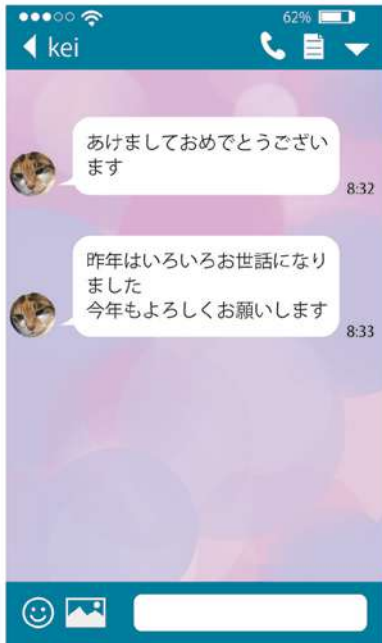 62%
kei
あけましておめでとうござい
ます
8:32
昨年はいろいろお世話になり
ました
今年もよろしくお願いします
8:33